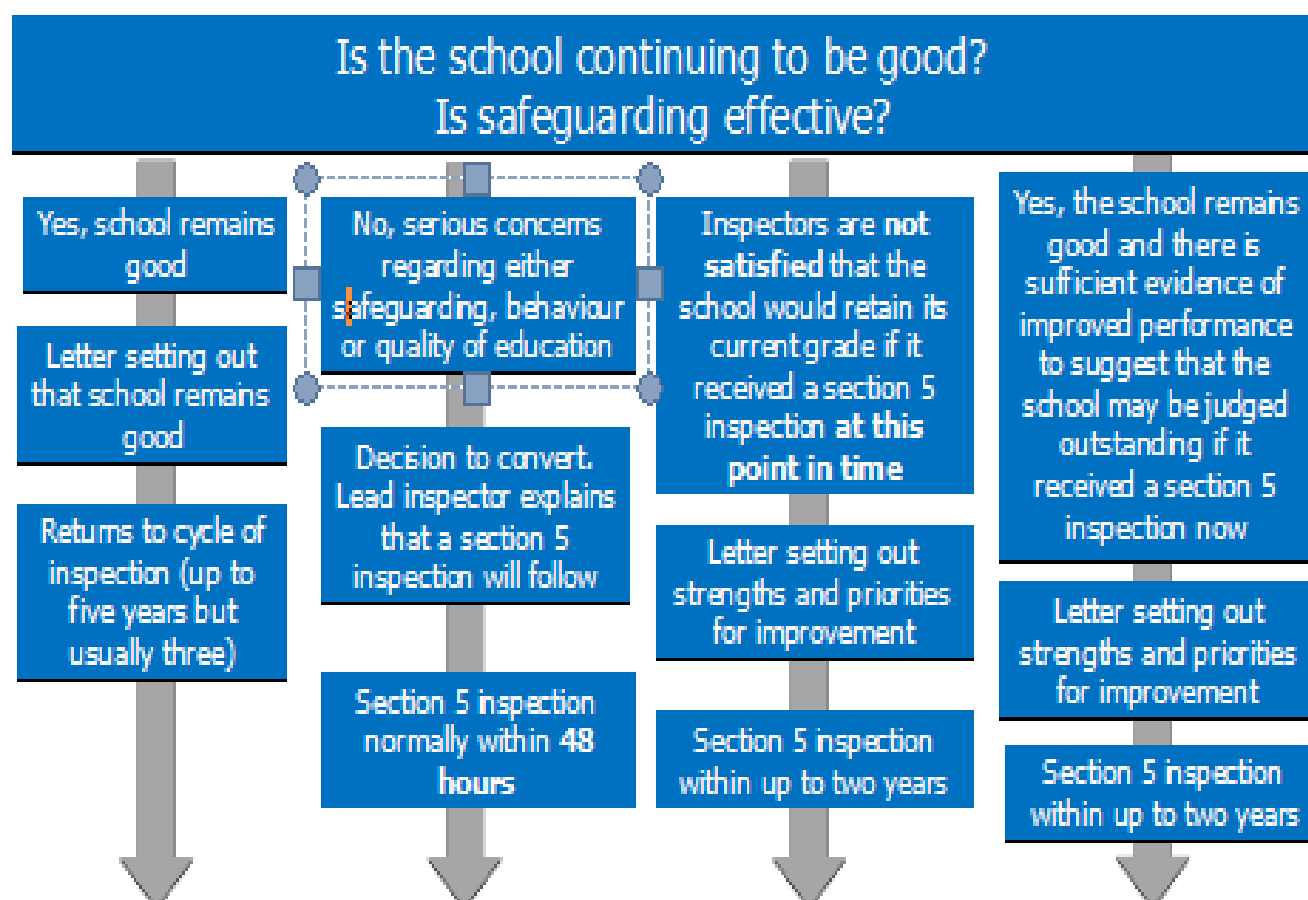 Is the school continuing to be good?
Is safeguarding effective?
Yes, school remains
good
Letter setting out
that school remains
good
Returns to cycle of
inspection (up to
five years but
usually three)
No, serious concerns
regarding either
safeguarding, behaviour
or quality of education
Decision to convert.
Lead inspector explains
that a section 5
inspection will follow
Section 5 inspection
normally within 48
hours
Inspectors are not
satisfied that the
school would retain its
current grade if it
received a section 5
inspection at this
point in time
Letter setting out
strengths and priorities
for improvement
Section 5 inspection
within up to two years
Yes, the school remains
good and there is
sufficient evidence of
improved performance
to suggest that the
school may be judged
outstanding if it
received a section 5
inspection now
Letter setting out
strengths and priorities
for improvement
Section 5 inspection
within up to two years